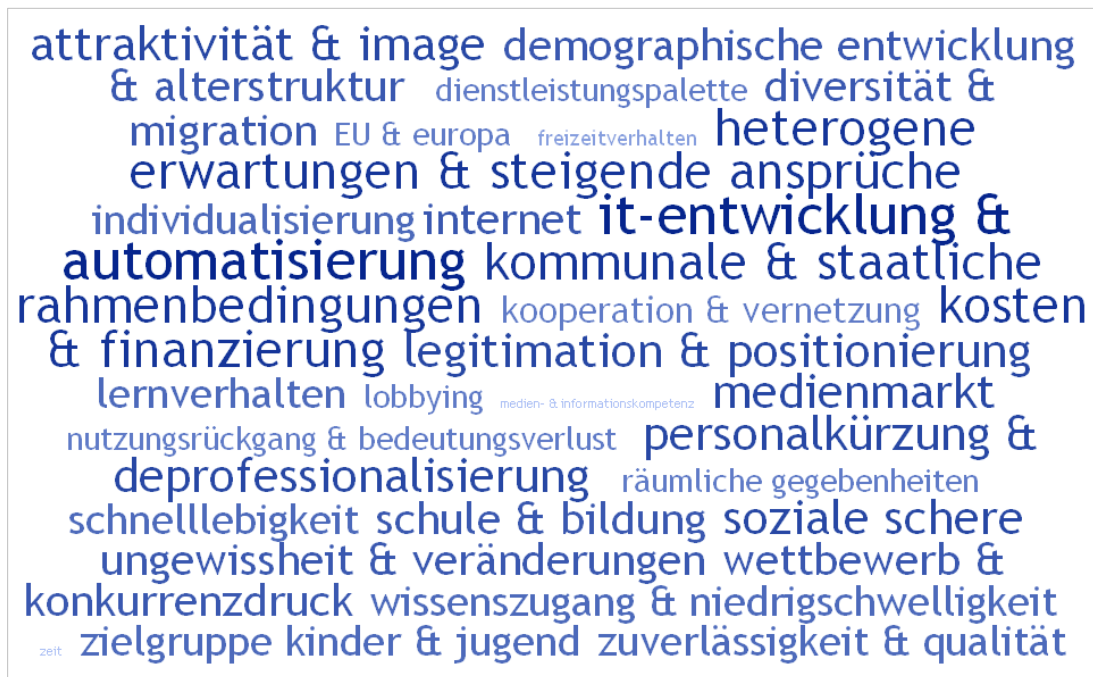 attraktivität & image demographische entwicklung
& alterstruktur dienstleistungspalette diversität &
migration EU & europa freizeitverhalten heterogene
erwartungen & steigende ansprüche
individualisierung internet it-entwicklung &
automatisierung kommunale & staatliche
rahmenbedingungen kooperation & vernetzung kosten
& finanzierung legitimation & positionierung
lernverhalten lobbying medien- & informationskompetenz medienmarkt
nutzungsrückgang & bedeutungsverlust personalkürzung &
deprofessionalisierung räumliche gegebenheiten
schnelllebigkeit schule & bildung soziale schere
ungewissheit & veränderungen wettbewerb &
konkurrenzdruck wissenszugang & niedrigschwelligkeit
zeit zielgruppe kinder & jugend zuverlässigkeit & qualität